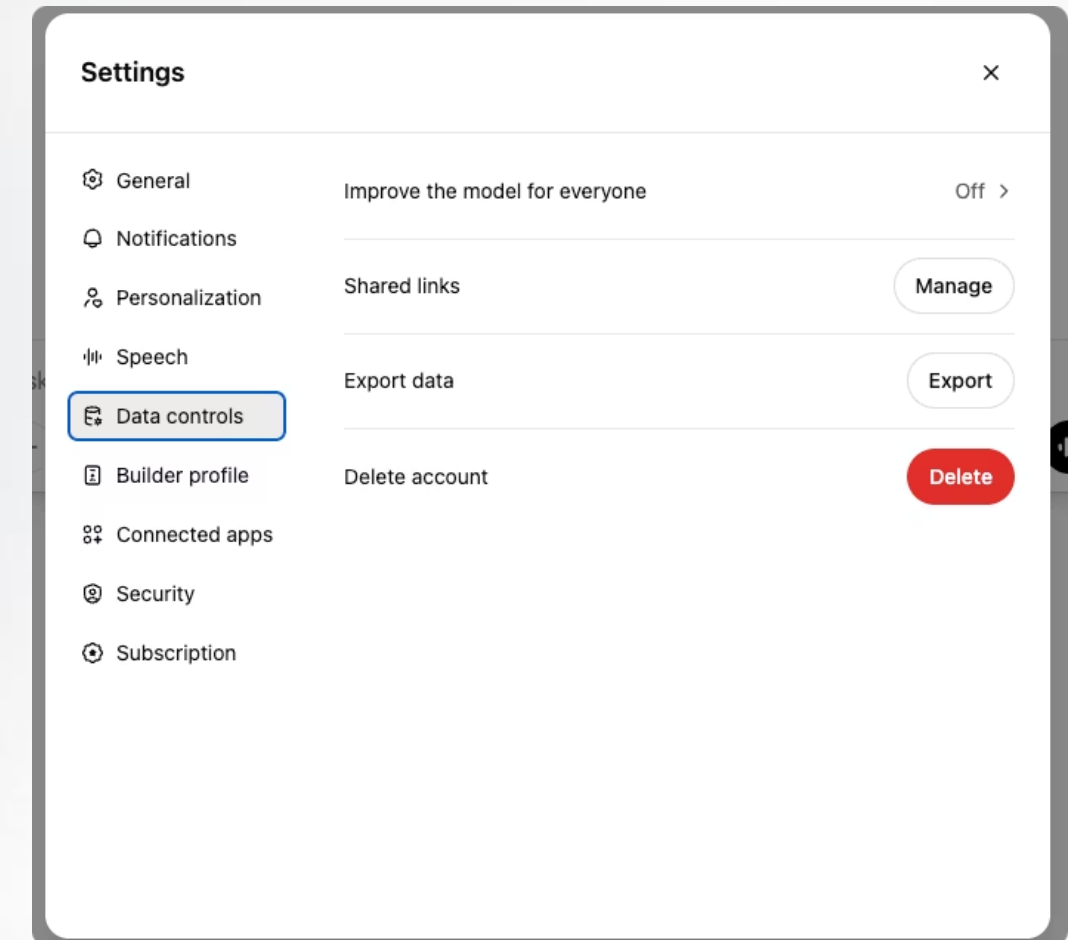 Settings
General
Notifications
Personalization
Speech
Data controls
Builder profile
Connected apps
Security
Subscription
Improve the model for everyone
Off
Shared links
Manage
Export data
Export
Delete account
Delete